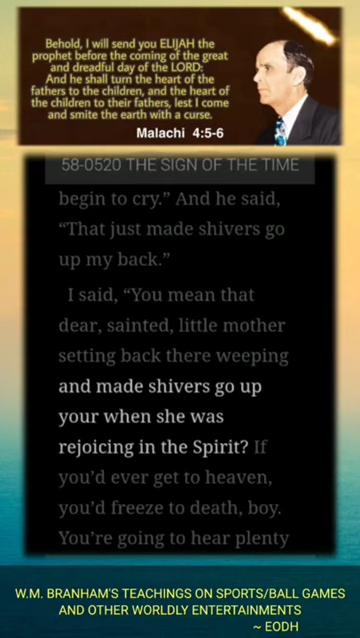 Behold, I will send you ELIJAH the
prophet before the coming of the great
and dreadful day of the LORD:
And he shall turn the heart of the
fathers to the children, and the heart of
the children to their fathers, lest I come
and smite the earth with a curse.
Malachi 4:5-6
58-0520 THE SIGN OF THE TIME
begin to cry.” And he said,
“That just made shivers go
up my back.”
I said, “You mean that
dear, sainted, little mother
setting back there weeping
and made shivers go up
your when she was
rejoicing in the Spirit? If
you’d ever get to heaven,
you’d freeze to death, boy.
You’re going to hear plenty
W.M. BRANHAM'S TEACHINGS ON SPORTS/BALL GAMES
AND OTHER WORLDLY ENTERTAINMENTS
~ EODH